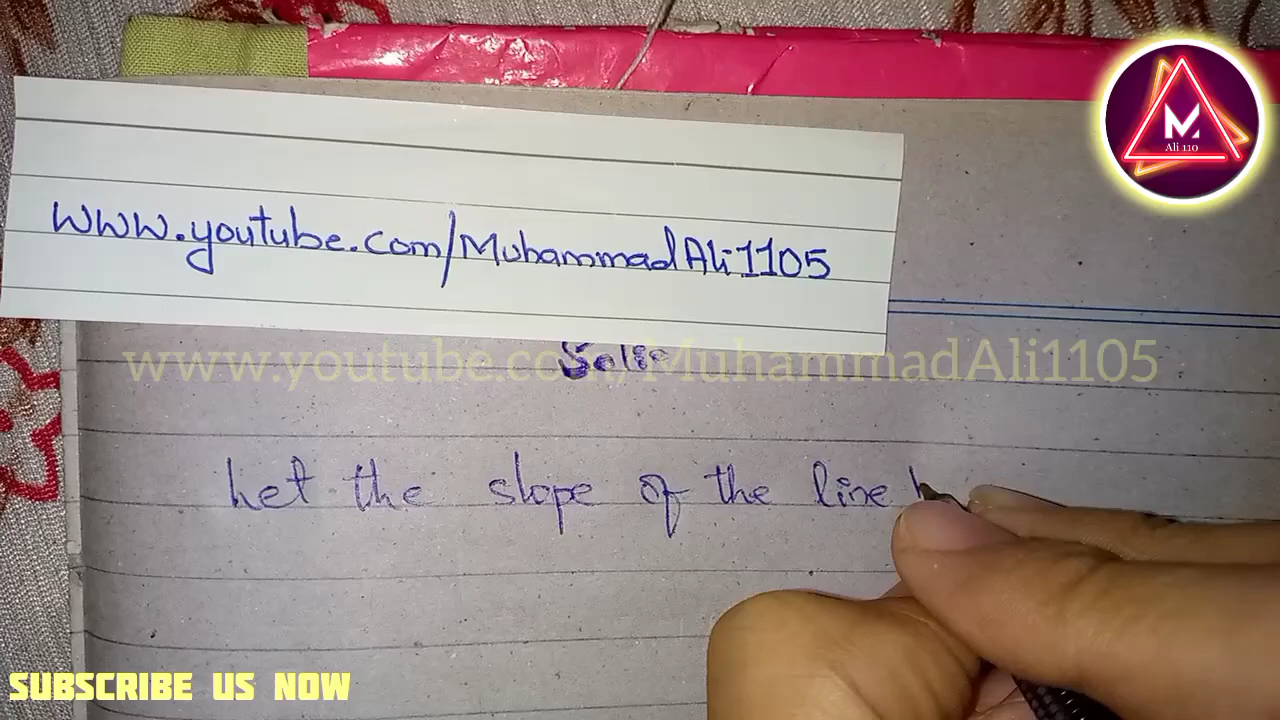 M
Ali 110
www.youtube.com/MuhammadAli1105
www.youtube.com/MuhammadAli1105
Let the slope of the line
SUBSCRIBE US NOW